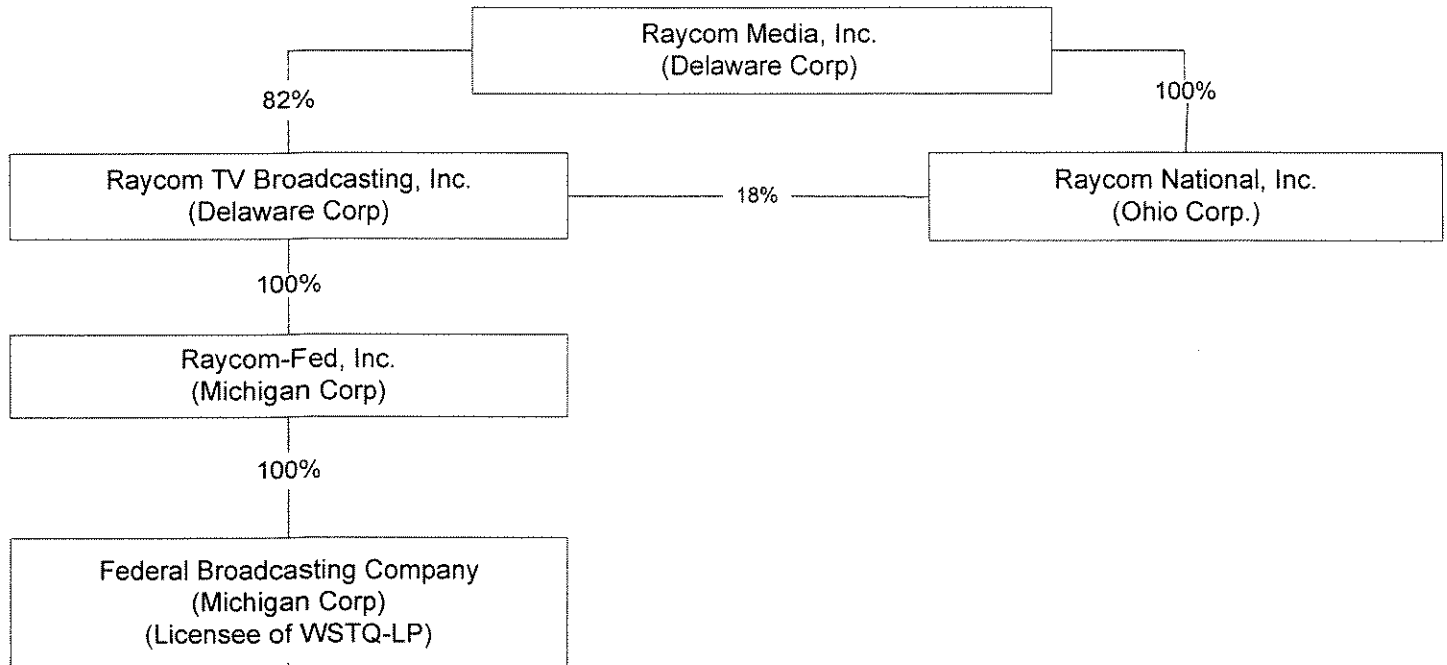 Raycom Media, Inc.
(Delaware Corp)
82%
100%
Raycom TV Broadcasting, Inc.
(Delaware Corp)
18%
Raycom National, Inc.
(Ohio Corp.)
100%
Raycom-Fed, Inc.
(Michigan Corp)
100%
Federal Broadcasting Company
(Michigan Corp)
(Licensee of WSTQ-LP)